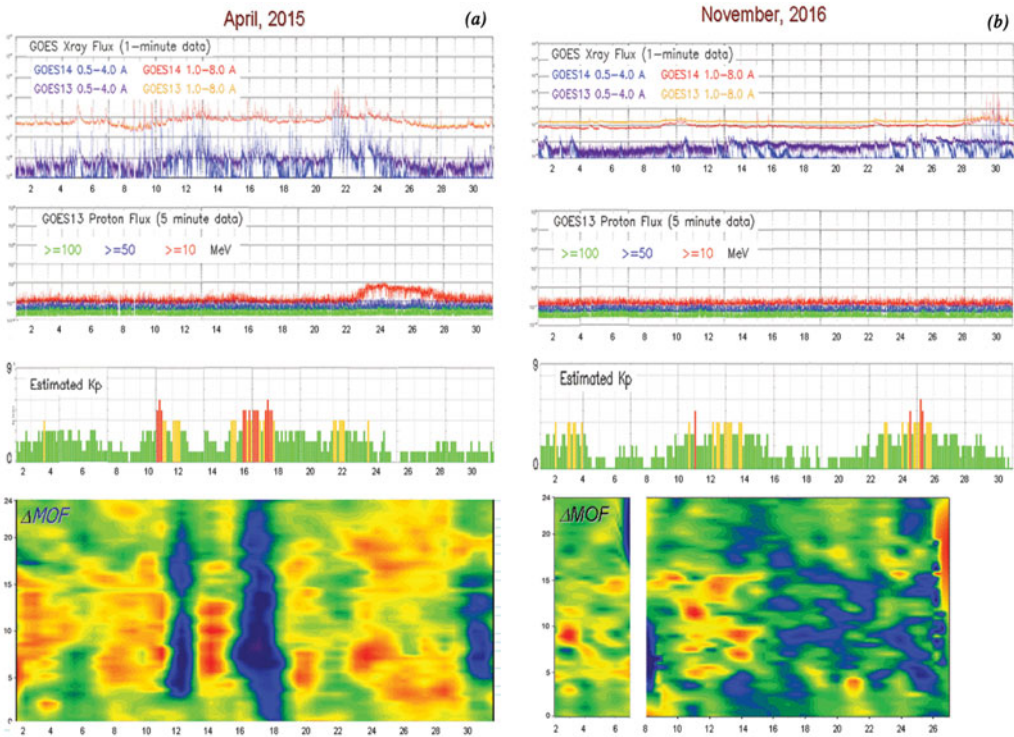 April, 2015
(a)
GOES Xray Flux (1-minute data)
GOES14 0.5-4.0 A GOES14 1.0-8.0 A
GOES13 0.5-4.0 A GOES13 1.0-8.0 A
2 4 6 8 10 12 14 16 18 20 22 24 26 28 30
GOES13 Proton Flux (5 minute data)
>=100 >=50 >=10 MeV
2 4 6 8 10 12 14 16 18 20 22 24 26 28 30
9
Estimated Kp
0
2 4 6 8 10 12 14 16 18 20 22 24 26 28 30
24
ΔMOF
20
15
10
5
0
2 4 6 8 10 12 14 16 18 20 22 24 26 28 30
November, 2016
(b)
GOES Xray Flux (1-minute data)
GOES14 0.5-4.0 A GOES14 1.0-8.0 A
GOES13 0.5-4.0 A GOES13 1.0-8.0 A
2 4 6 8 10 12 14 16 18 20 22 24 26 28 30
GOES13 Proton Flux (5 minute data)
>=100 >=50 >=10 MeV
2 4 6 8 10 12 14 16 18 20 22 24 26 28 30
9
Estimated Kp
0
2 4 6 8 10 12 14 16 18 20 22 24 26 28 30
24
ΔMOF
20
15
10
5
0
2 4 6 8 10 12 14 16 18 20 22 24 26